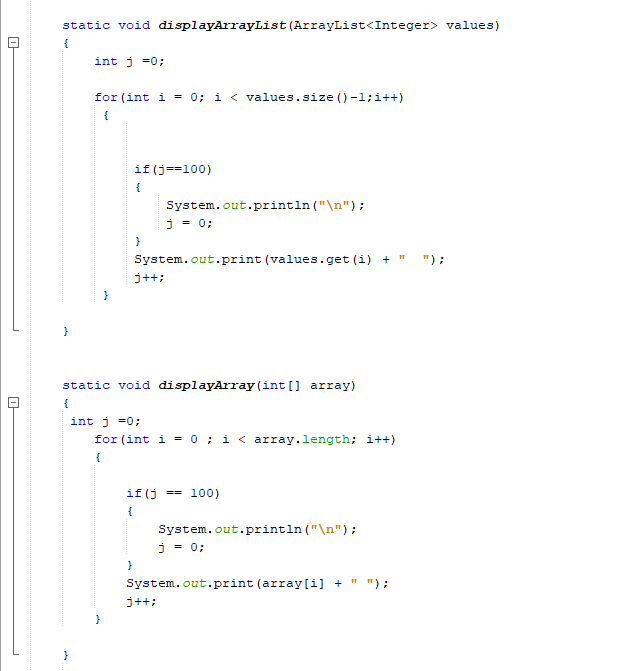 static void displayArrayList(ArrayList<Integer> values)
{
int j =0;
for(int i = 0; i < values.size()-1;i++)
{
if(j==100)
{
System.out.println("\n");
j = 0;
}
System.out.print(values.get(i) + "  ");
j++;
}
}
static void displayArray(int[] array)
{
int j =0;
for(int i = 0 ; i < array.length; i++)
{
if(j == 100)
{
System.out.println("\n");
j = 0;
}
System.out.print(array[i] + " ");
j++;
}
}